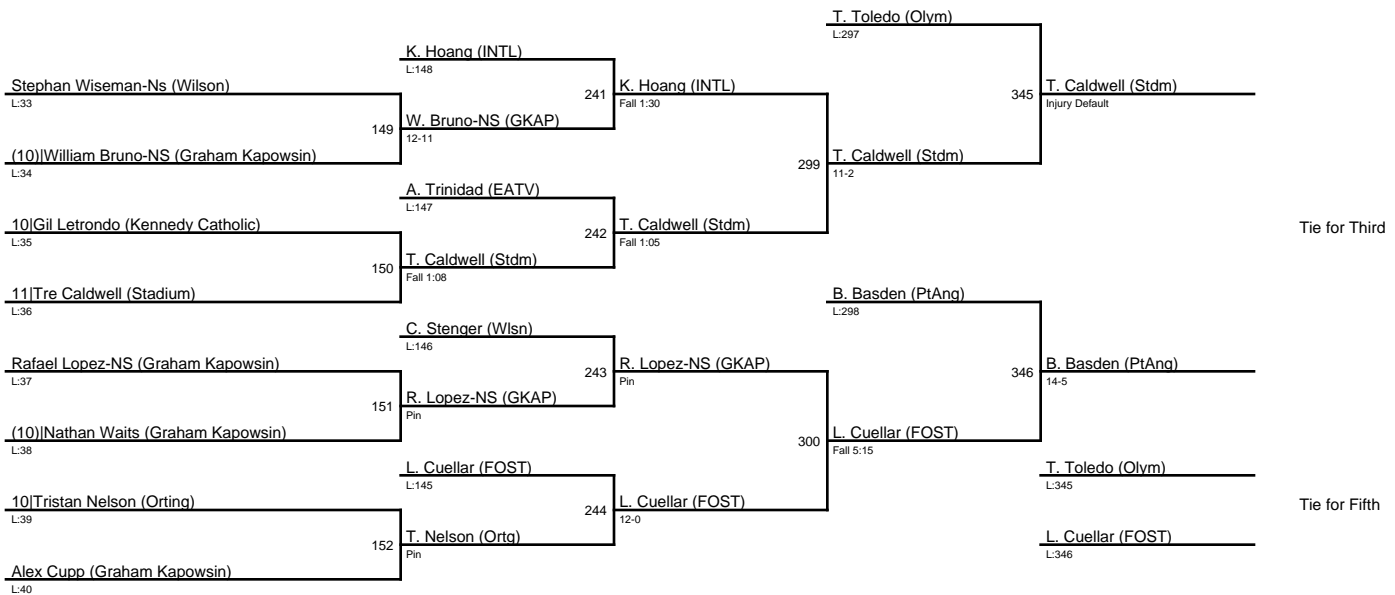 T. Toledo (Olym)
L:297
K. Hoang (INTL)
L:148
Stephan Wiseman-Ns (Wilson)
L:33
241
K. Hoang (INTL)
Fall 1:30
345
T. Caldwell (Stdm)
Injury Default
149
W. Bruno-NS (GKAP)
12-11
(10)|William Bruno-NS (Graham Kapowsin)
L:34
299
T. Caldwell (Stdm)
11-2
A. Trinidad (EATV)
L:147
10|Gil Letrondo (Kennedy Catholic)
L:35
242
T. Caldwell (Stdm)
Fall 1:05
Tie for Third
150
T. Caldwell (Stdm)
Fall 1:08
11|Tre Caldwell (Stadium)
L:36
B. Basden (PtAng)
L:298
C. Stenger (Wlsn)
L:146
Rafael Lopez-NS (Graham Kapowsin)
L:37
243
R. Lopez-NS (GKAP)
Pin
346
B. Basden (PtAng)
14-5
151
R. Lopez-NS (GKAP)
Pin
(10)|Nathan Waits (Graham Kapowsin)
L:38
300
L. Cuellar (FOST)
Fall 5:15
L. Cuellar (FOST)
L:145
T. Toledo (Olym)
L:345
10|Tristan Nelson (Orting)
L:39
244
L. Cuellar (FOST)
12-0
Tie for Fifth
152
T. Nelson (Ortg)
Pin
L. Cuellar (FOST)
L:346
Alex Cupp (Graham Kapowsin)
L:40